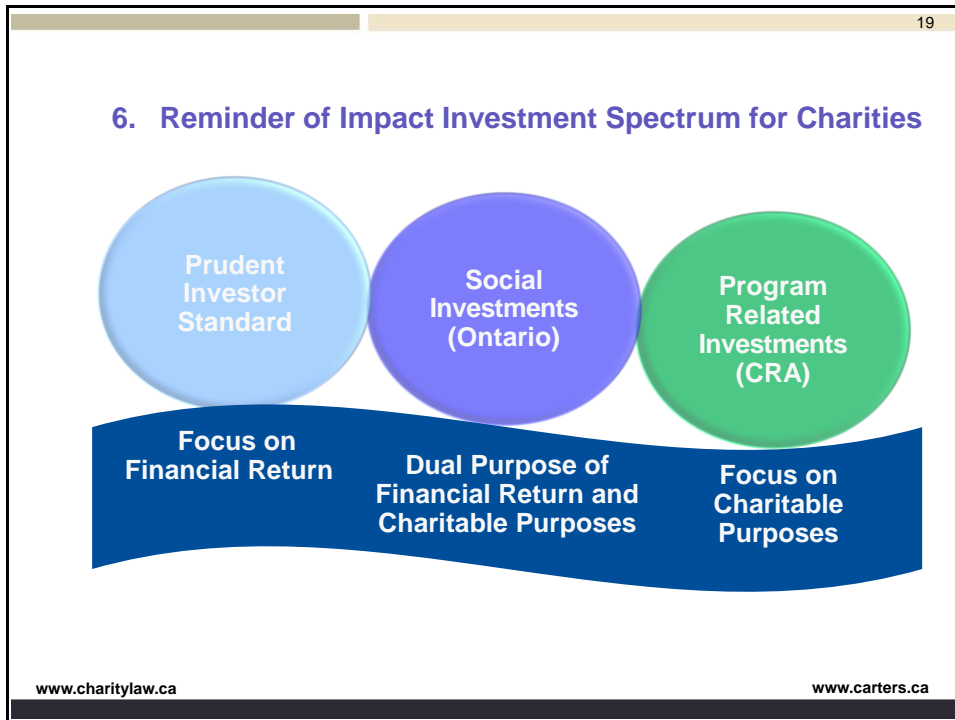 19
6. Reminder of Impact Investment Spectrum for Charities
Prudent
Investor
Standard
Social
Investments
(Ontario)
Program
Related
Investments
(CRA)
Focus on
Financial Return
Dual Purpose of
Financial Return and
Charitable Purposes
Focus on
Charitable
Purposes
www.charitylaw.ca
www.carters.ca